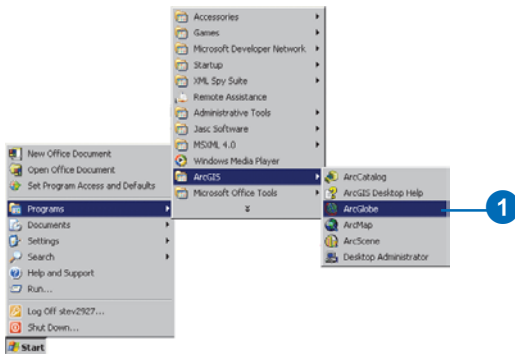 Accessories
Games
Microsoft Developer Network
Startup
XML Spy Suite
Remote Assistance
Administrative Tools
Jasc Software
MSXML 4.0
Windows Media Player
ArcGIS
Microsoft Office Tools
New Office Document
Open Office Document
Set Program Access and Defaults
Programs
Documents
Settings
Search
Help and Support
Run...
Log Off stev2927...
Shut Down...
Start
ArcCatalog
ArcGIS Desktop Help
ArcGlobe
ArcMap
ArcScene
Desktop Administrator
1